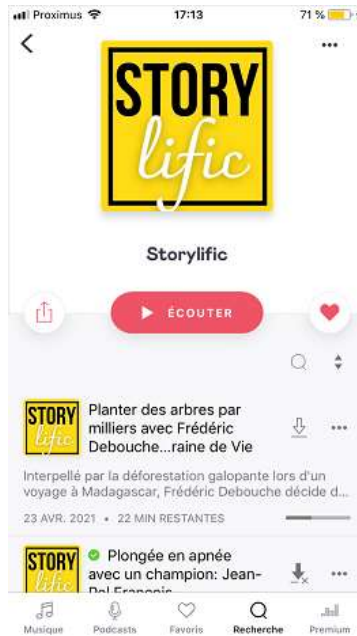 Proximus 17:13 71 %
STORY
lific
Storylific
ÉCOUTER
STORY
lific
Planter des arbres par
milliers avec Frédéric
Debouche...raine de Vie
Interpellé par la déforestation galopante lors d'un
voyage à Madagascar, Frédéric Debouche décide d...
23 AVR. 2021 • 22 MIN RESTANTES
STORY
lific
Plongée en apnée
avec un champion: Jean-
Pol François
Musique Podcasts Favoris Recherche Premium